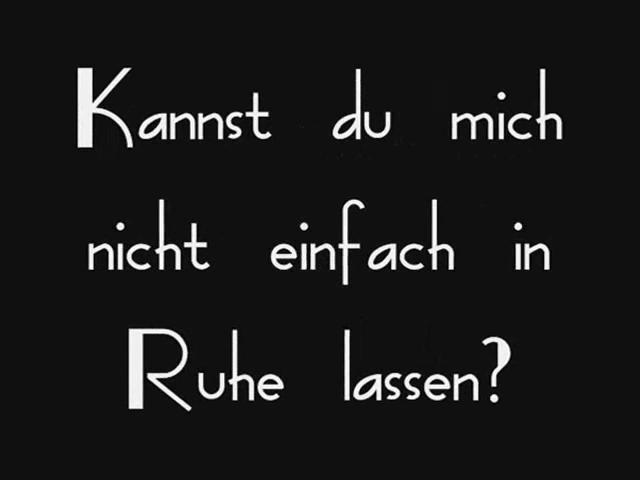 Kannst du mich
nicht einfach in
Ruhe lassen?